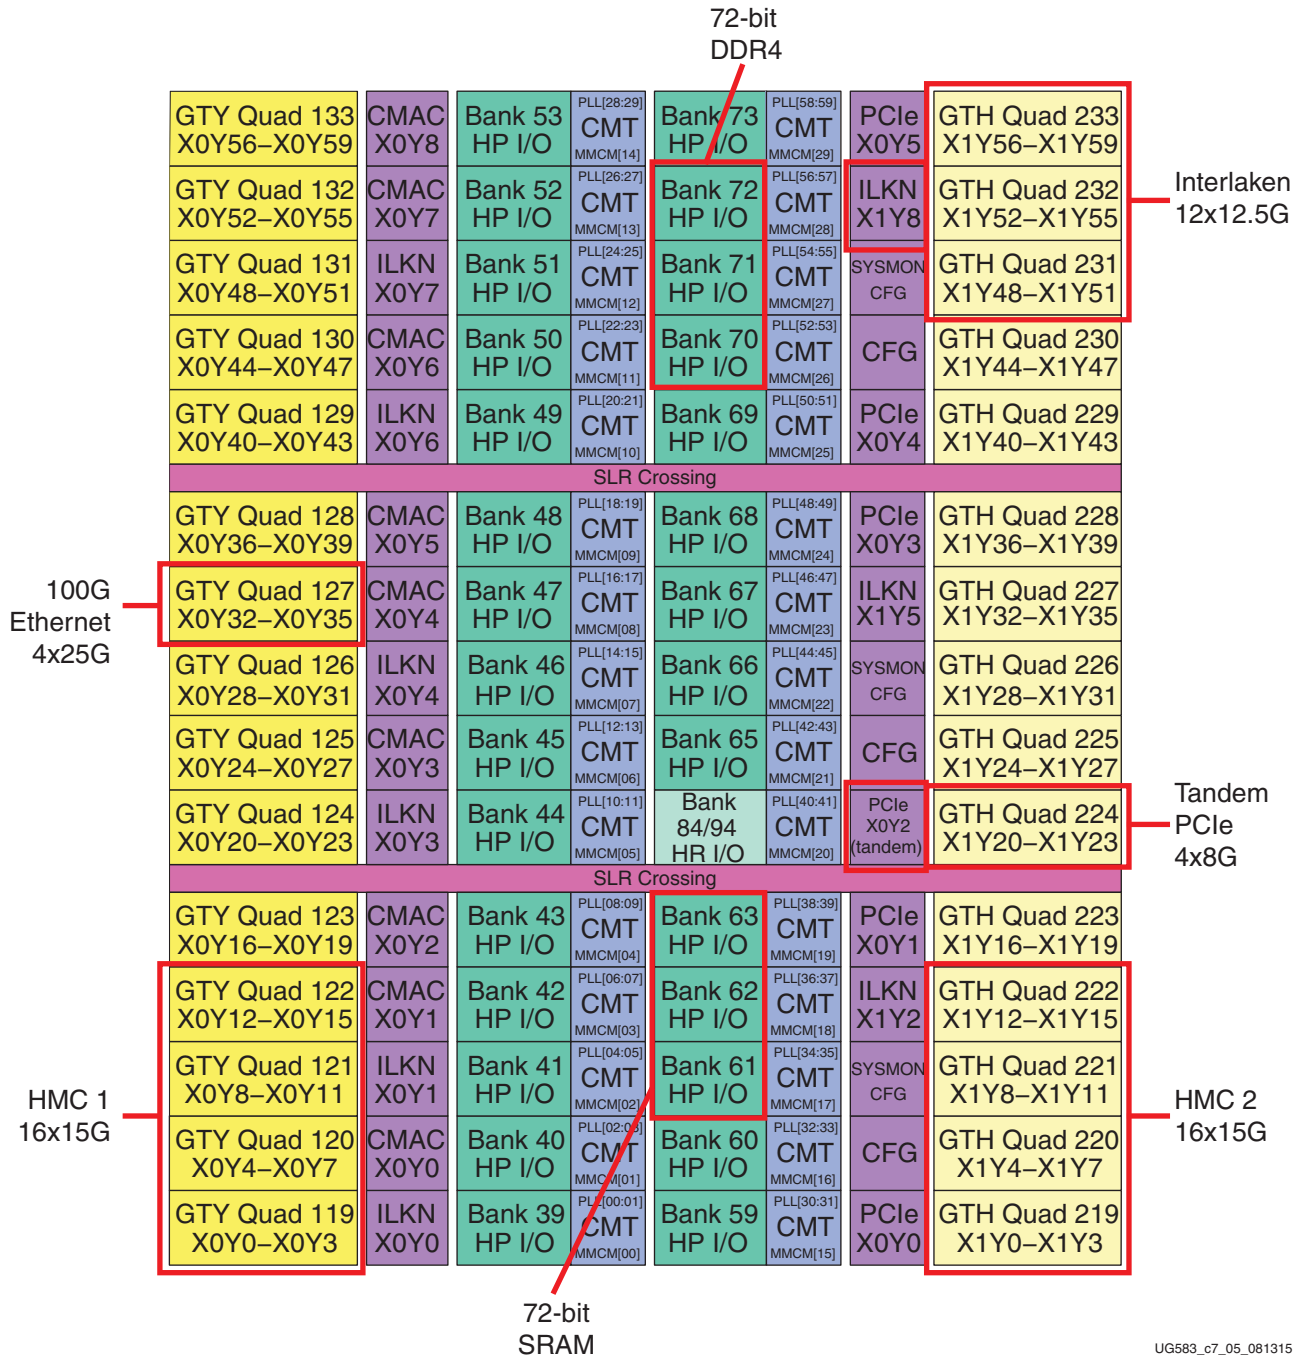 72-bit
DDR4
GTY Quad 133
X0Y56–X0Y59
CMAC
X0Y8
Bank 53
HP I/O
PLL[28:29]
CMT
MMCM[14]
Bank 73
HP I/O
PLL[58:59]
CMT
MMCM[29]
PCIe
X0Y5
GTH Quad 233
X1Y56–X1Y59
GTY Quad 132
X0Y52–X0Y55
CMAC
X0Y7
Bank 52
HP I/O
PLL[26:27]
CMT
MMCM[13]
Bank 72
HP I/O
PLL[56:57]
CMT
MMCM[28]
ILKN
X1Y8
GTH Quad 232
X1Y52–X1Y55
Interlaken
12x12.5G
GTY Quad 131
X0Y48–X0Y51
ILKN
X0Y7
Bank 51
HP I/O
PLL[24:25]
CMT
MMCM[12]
Bank 71
HP I/O
PLL[54:55]
CMT
MMCM[27]
SYSMON
CFG
GTH Quad 231
X1Y48–X1Y51
GTY Quad 130
X0Y44–X0Y47
CMAC
X0Y6
Bank 50
HP I/O
PLL[22:23]
CMT
MMCM[11]
Bank 70
HP I/O
PLL[52:53]
CMT
MMCM[26]
CFG
GTH Quad 230
X1Y44–X1Y47
GTY Quad 129
X0Y40–X0Y43
ILKN
X0Y6
Bank 49
HP I/O
PLL[20:21]
CMT
MMCM[10]
Bank 69
HP I/O
PLL[50:51]
CMT
MMCM[25]
PCIe
X0Y4
GTH Quad 229
X1Y40–X1Y43
SLR Crossing
GTY Quad 128
X0Y36–X0Y39
CMAC
X0Y5
Bank 48
HP I/O
PLL[18:19]
CMT
MMCM[09]
Bank 68
HP I/O
PLL[48:49]
CMT
MMCM[24]
PCIe
X0Y3
GTH Quad 228
X1Y36–X1Y39
100G
Ethernet
4x25G
GTY Quad 127
X0Y32–X0Y35
CMAC
X0Y4
Bank 47
HP I/O
PLL[16:17]
CMT
MMCM[08]
Bank 67
HP I/O
PLL[46:47]
CMT
MMCM[23]
ILKN
X1Y5
GTH Quad 227
X1Y32–X1Y35
GTY Quad 126
X0Y28–X0Y31
ILKN
X0Y4
Bank 46
HP I/O
PLL[14:15]
CMT
MMCM[07]
Bank 66
HP I/O
PLL[44:45]
CMT
MMCM[22]
SYSMON
CFG
GTH Quad 226
X1Y28–X1Y31
GTY Quad 125
X0Y24–X0Y27
CMAC
X0Y3
Bank 45
HP I/O
PLL[12:13]
CMT
MMCM[06]
Bank 65
HP I/O
PLL[42:43]
CMT
MMCM[21]
CFG
GTH Quad 225
X1Y24–X1Y27
GTY Quad 124
X0Y20–X0Y23
ILKN
X0Y3
Bank 44
HP I/O
PLL[10:11]
CMT
MMCM[05]
Bank
84/94
HR I/O
PLL[40:41]
CMT
MMCM[20]
PCIe
X0Y2
(tandem)
GTH Quad 224
X1Y20–X1Y23
Tandem
PCIe
4x8G
SLR Crossing
GTY Quad 123
X0Y16–X0Y19
CMAC
X0Y2
Bank 43
HP I/O
PLL[08:09]
CMT
MMCM[04]
Bank 63
HP I/O
PLL[38:39]
CMT
MMCM[19]
PCIe
X0Y1
GTH Quad 223
X1Y16–X1Y19
GTY Quad 122
X0Y12–X0Y15
CMAC
X0Y1
Bank 42
HP I/O
PLL[06:07]
CMT
MMCM[03]
Bank 62
HP I/O
PLL[36:37]
CMT
MMCM[18]
ILKN
X1Y2
GTH Quad 222
X1Y12–X1Y15
GTY Quad 121
X0Y8–X0Y11
ILKN
X0Y1
Bank 41
HP I/O
PLL[04:05]
CMT
MMCM[02]
Bank 61
HP I/O
PLL[34:35]
CMT
MMCM[17]
SYSMON
CFG
GTH Quad 221
X1Y8–X1Y11
HMC 1
16x15G
HMC 2
16x15G
GTY Quad 120
X0Y4–X0Y7
CMAC
X0Y0
Bank 40
HP I/O
PLL[02:03]
CMT
MMCM[01]
Bank 60
HP I/O
PLL[32:33]
CMT
MMCM[16]
CFG
GTH Quad 220
X1Y4–X1Y7
GTY Quad 119
X0Y0–X0Y3
ILKN
X0Y0
Bank 39
HP I/O
PLL[00:01]
CMT
MMCM[00]
Bank 59
HP I/O
PLL[30:31]
CMT
MMCM[15]
PCIe
X0Y0
GTH Quad 219
X1Y0–X1Y3
72-bit
SRAM
UG583_c7_05_081315